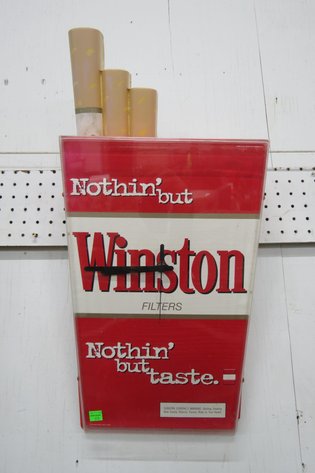 Nothin'
but
Winston
FILTERS
Nothin'
but
taste.